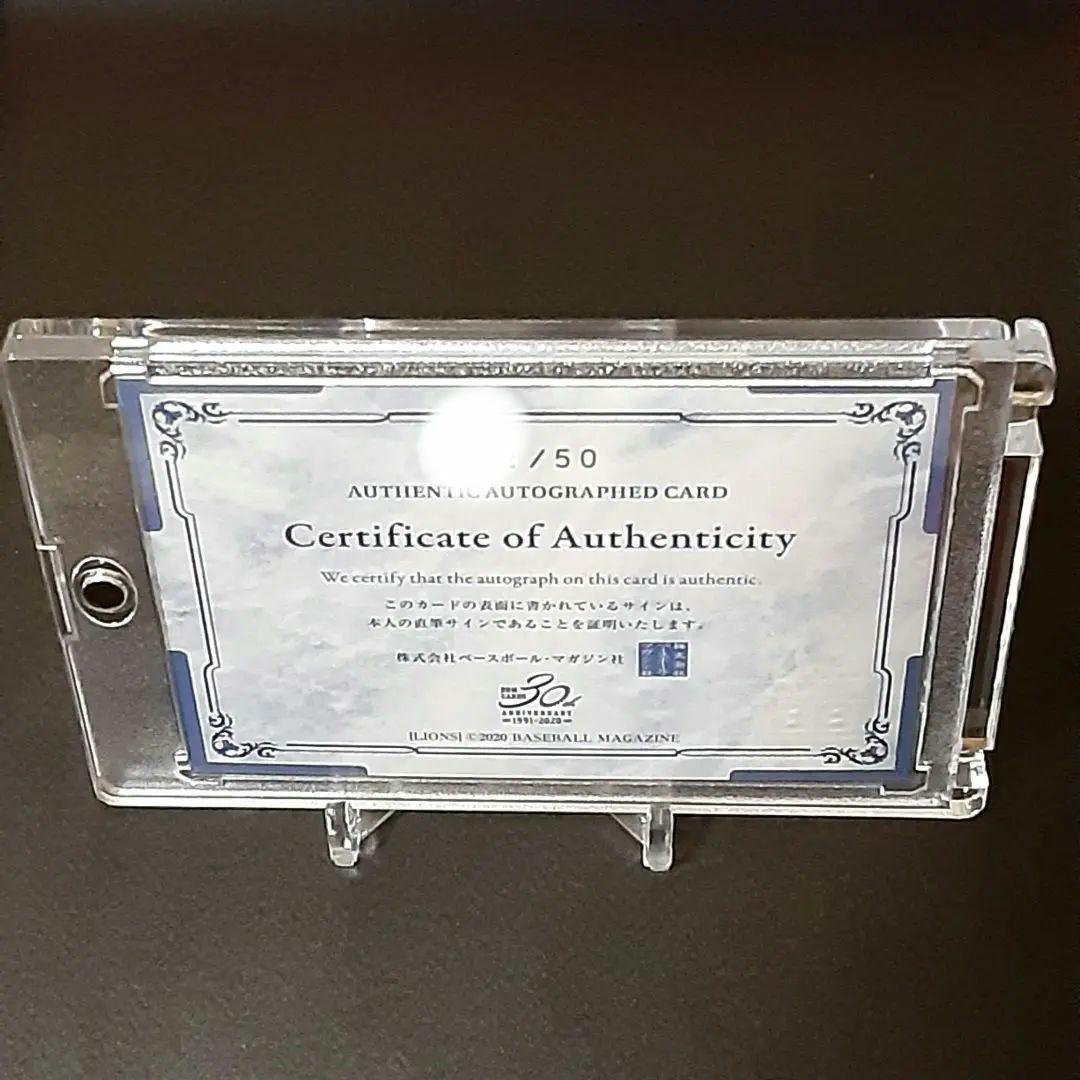 /50
AUTHENTIC AUTOGRAPHED CARD
Certificate of Authenticity
We certify that the autograph on this card is authentic.
このカードの表面に書かれているサインは、
本人の直筆サインであることを証明いたします。
株式会社ベースボール・マガジン社
BBM
CARDS
30th
ANNIVERSARY
1991-2020
[LIONS] ©2020 BASEBALL MAGAZINE